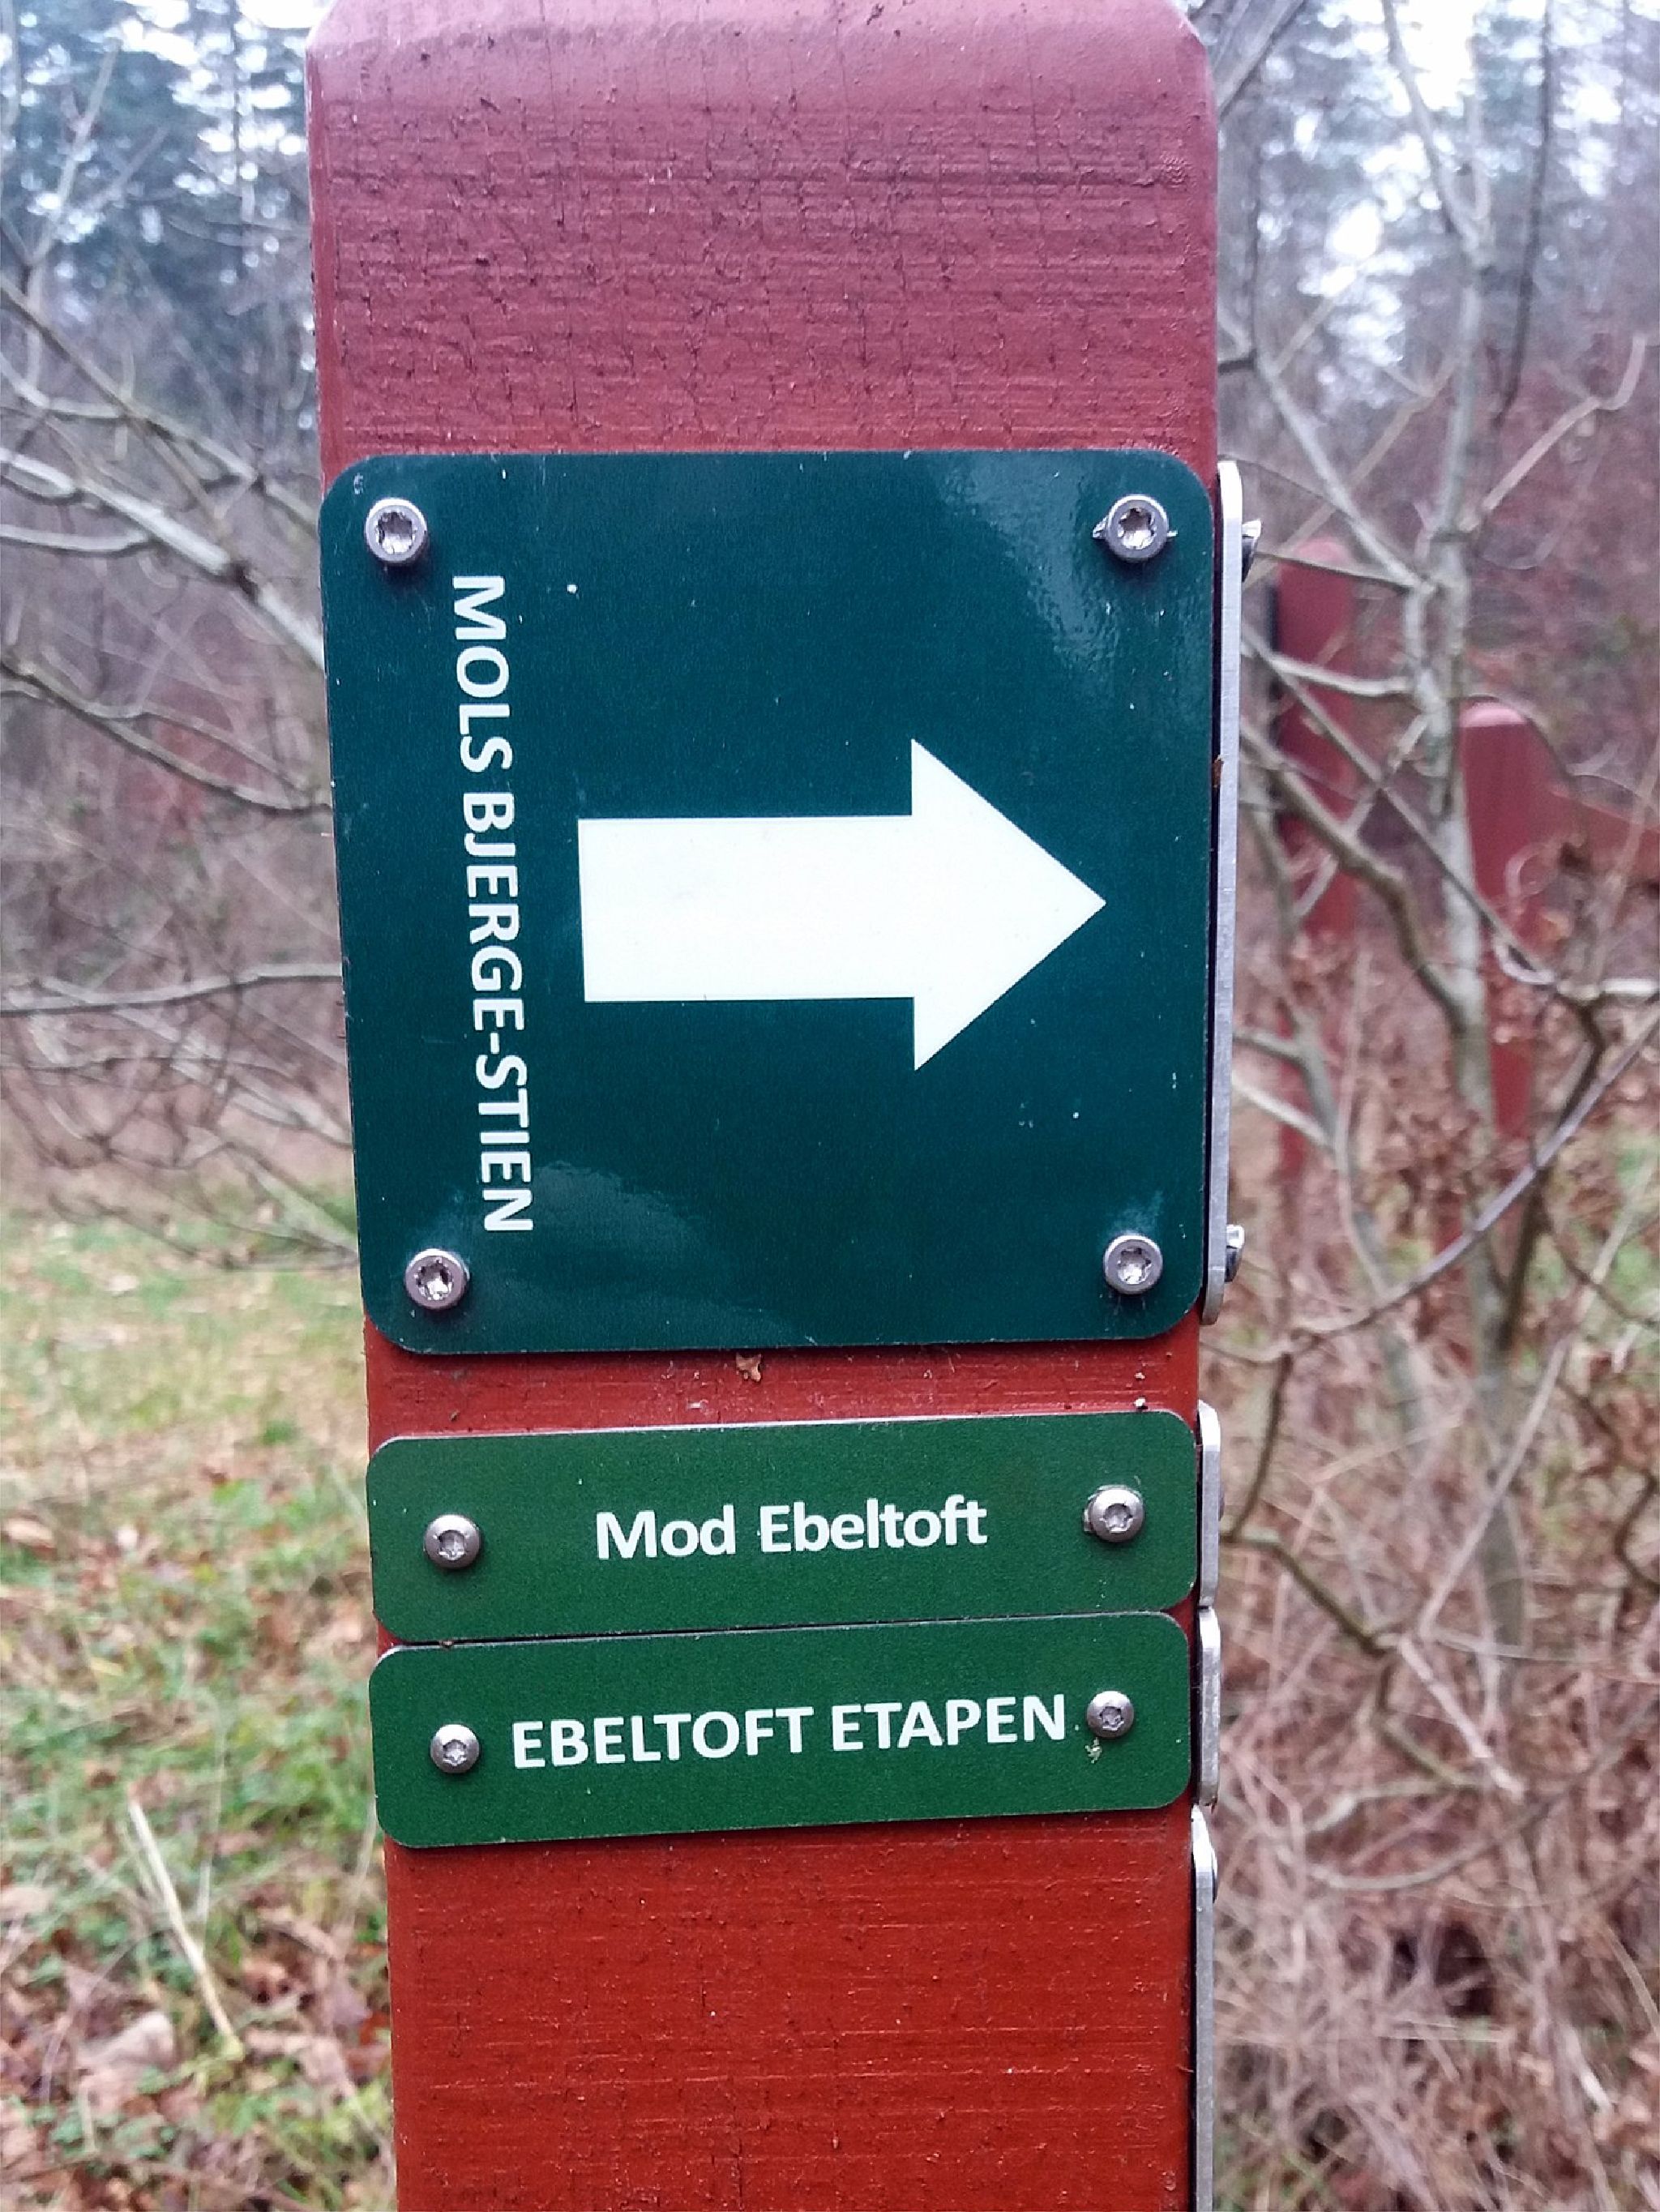 MOLS BJERGE-STIEN
Mod Ebeltoft
EBELTOFT ETAPEN